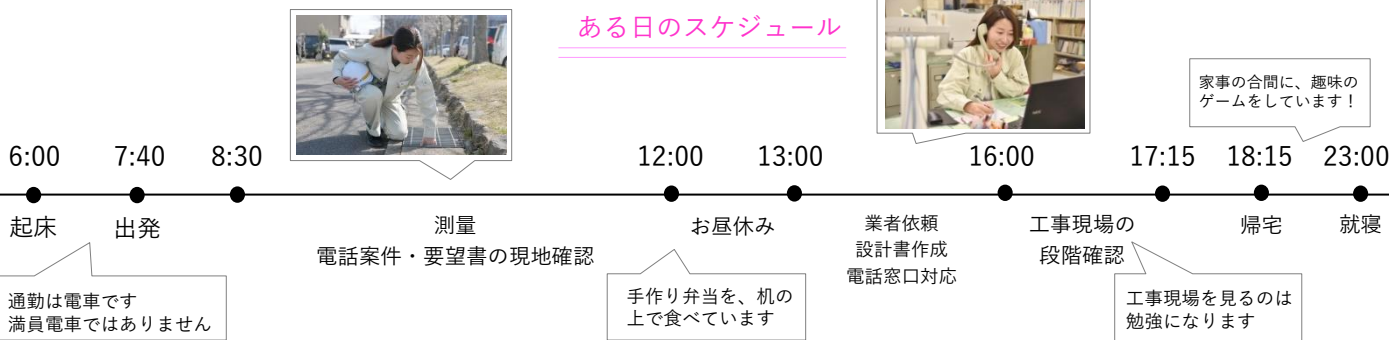 ある日のスケジュール
家事の合間に、趣味の
ゲームをしています！
6:00
7:40
8:30
12:00
13:00
16:00
17:15
18:15
23:00
起床
出発
測量
電話案件・要望書の現地確認
お昼休み
業者依頼
設計書作成
電話窓口対応
工事現場の
段階確認
帰宅
就寝
通勤は電車です
満員電車ではありません
手作り弁当を、机の
上で食べています
工事現場を見るのは
勉強になります